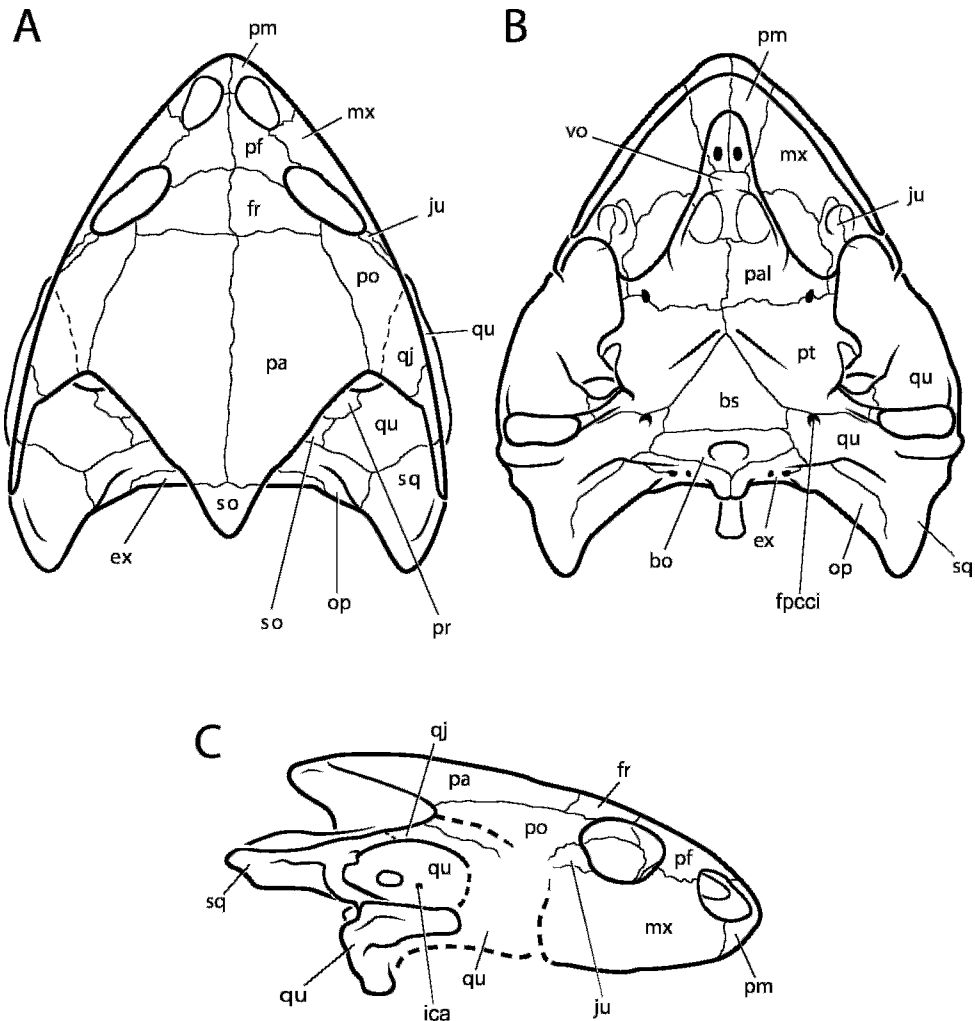 A
pm
mx
pf
fr
ju
po
qu
qj
pa
qu
sq
so
ex
so
op
pr
B
pm
vo
mx
ju
pal
pt
qu
bs
qu
bo
ex
op
sq
fpcci
C
qj
pa
fr
po
pf
qu
sq
mx
qu
qu
ica
ju
pm